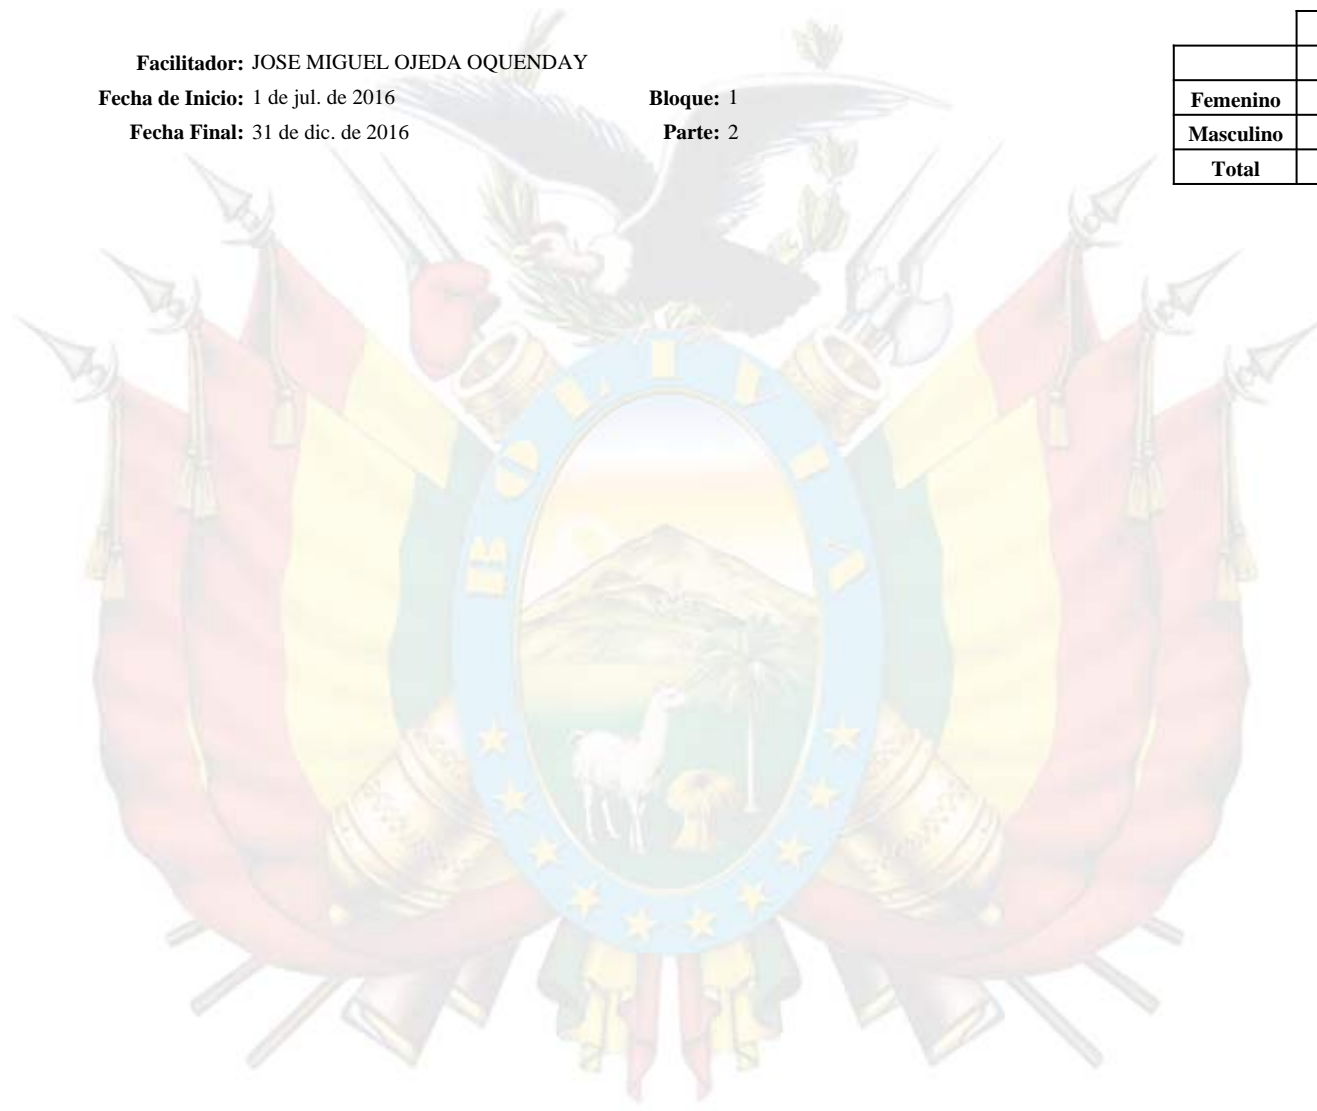 Facilitador: JOSE MIGUEL OJEDA OQUENDAY
Fecha de Inicio: 1 de jul. de 2016 Bloque: 1
Fecha Final: 31 de dic. de 2016 Parte: 2
Femenino
Masculino
Total
BOLIVIA